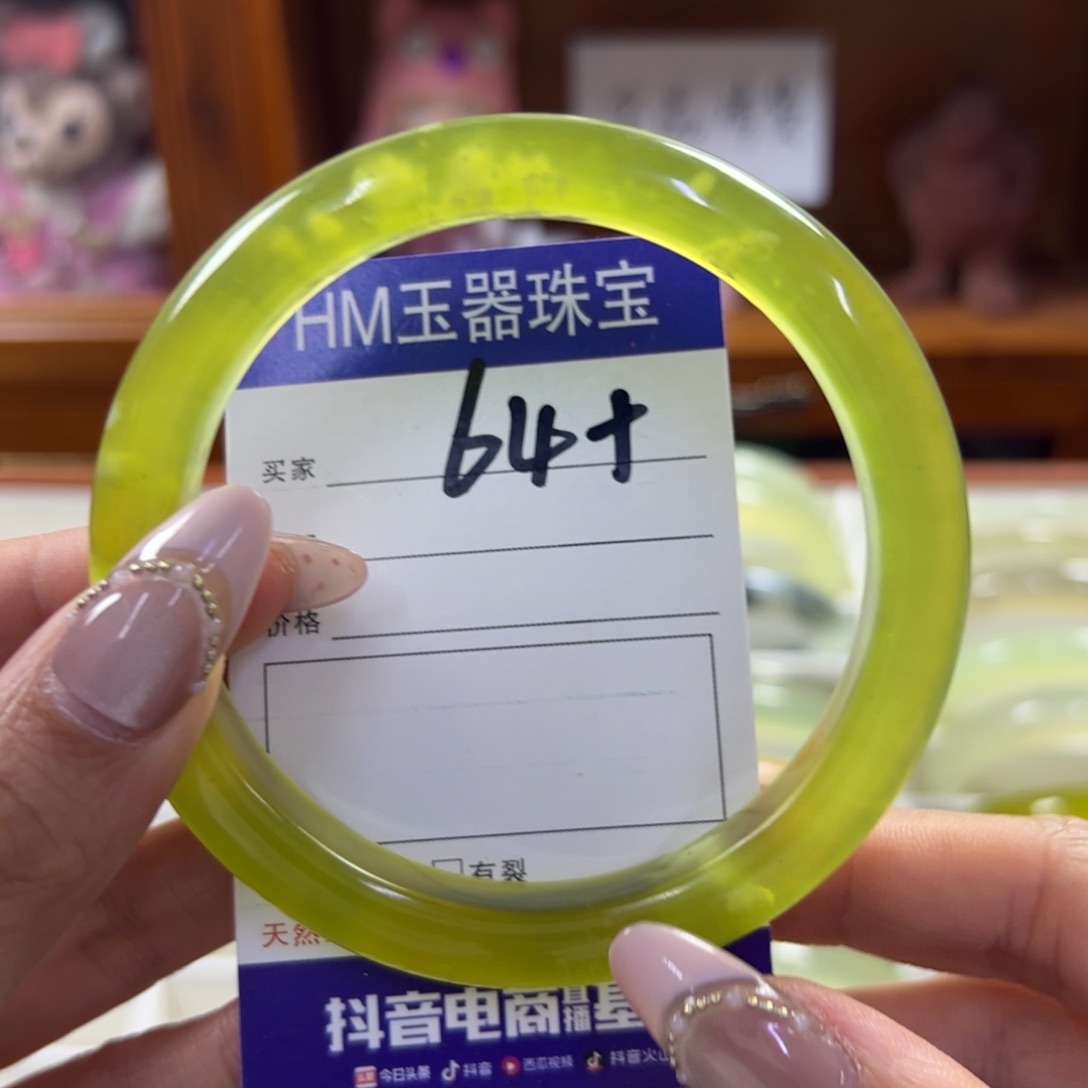 HM玉器珠宝
64+
买家
价格
有裂
天然
抖音电商直播基
今日头条 抖音 西瓜视频 抖音火山